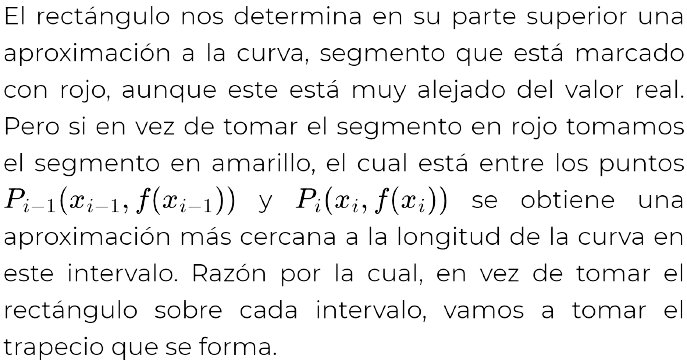 El rectángulo nos determina en su parte superior una
aproximación a la curva, segmento que está marcado
con rojo, aunque este está muy alejado del valor real.
Pero si en vez de tomar el segmento en rojo tomamos
el segmento en amarillo, el cual está entre los puntos
$P_{i-1}(x_{i-1}, f(x_{i-1}))$ y $P_i(x_i, f(x_i))$ se obtiene una
aproximación más cercana a la longitud de la curva en
este intervalo. Razón por la cual, en vez de tomar el
rectángulo sobre cada intervalo, vamos a tomar el
trapecio que se forma.